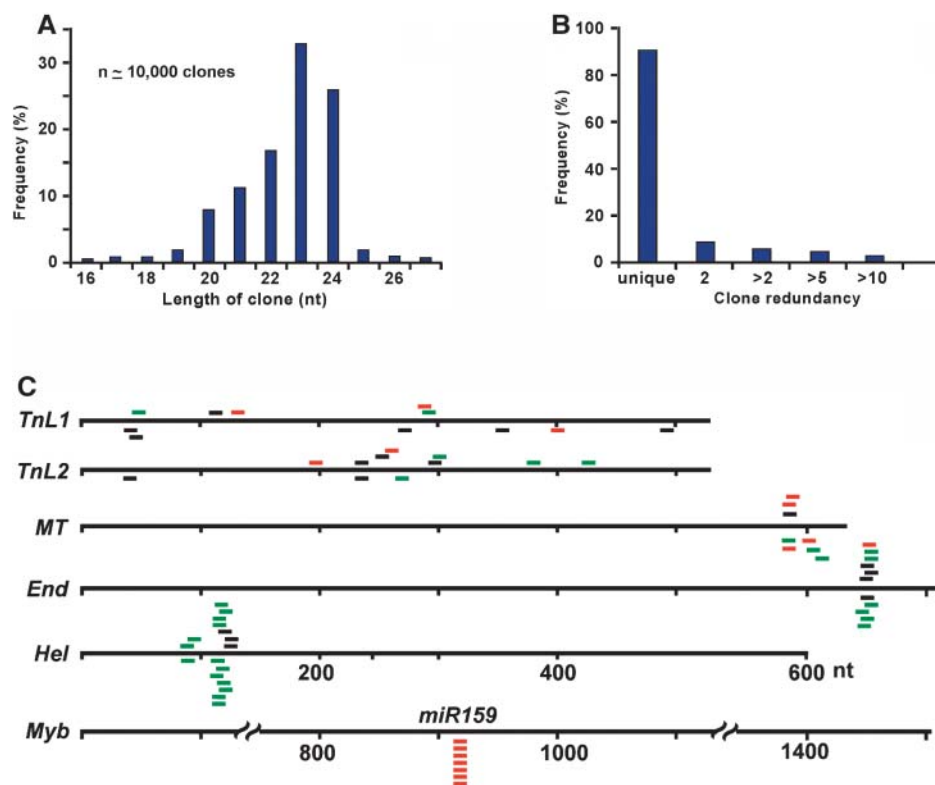 A
Frequency (%)
30
10
0
n ≃ 10,000 clones
16 18 20 22 24 26
Length of clone (nt)
B
Frequency (%)
100
80
60
40
20
0
unique 2 >2 >5 >10
Clone redundancy
C
TnL1
TnL2
MT
End
Hel
200 400 600 nt
miR159
Myb
800 1000 1400